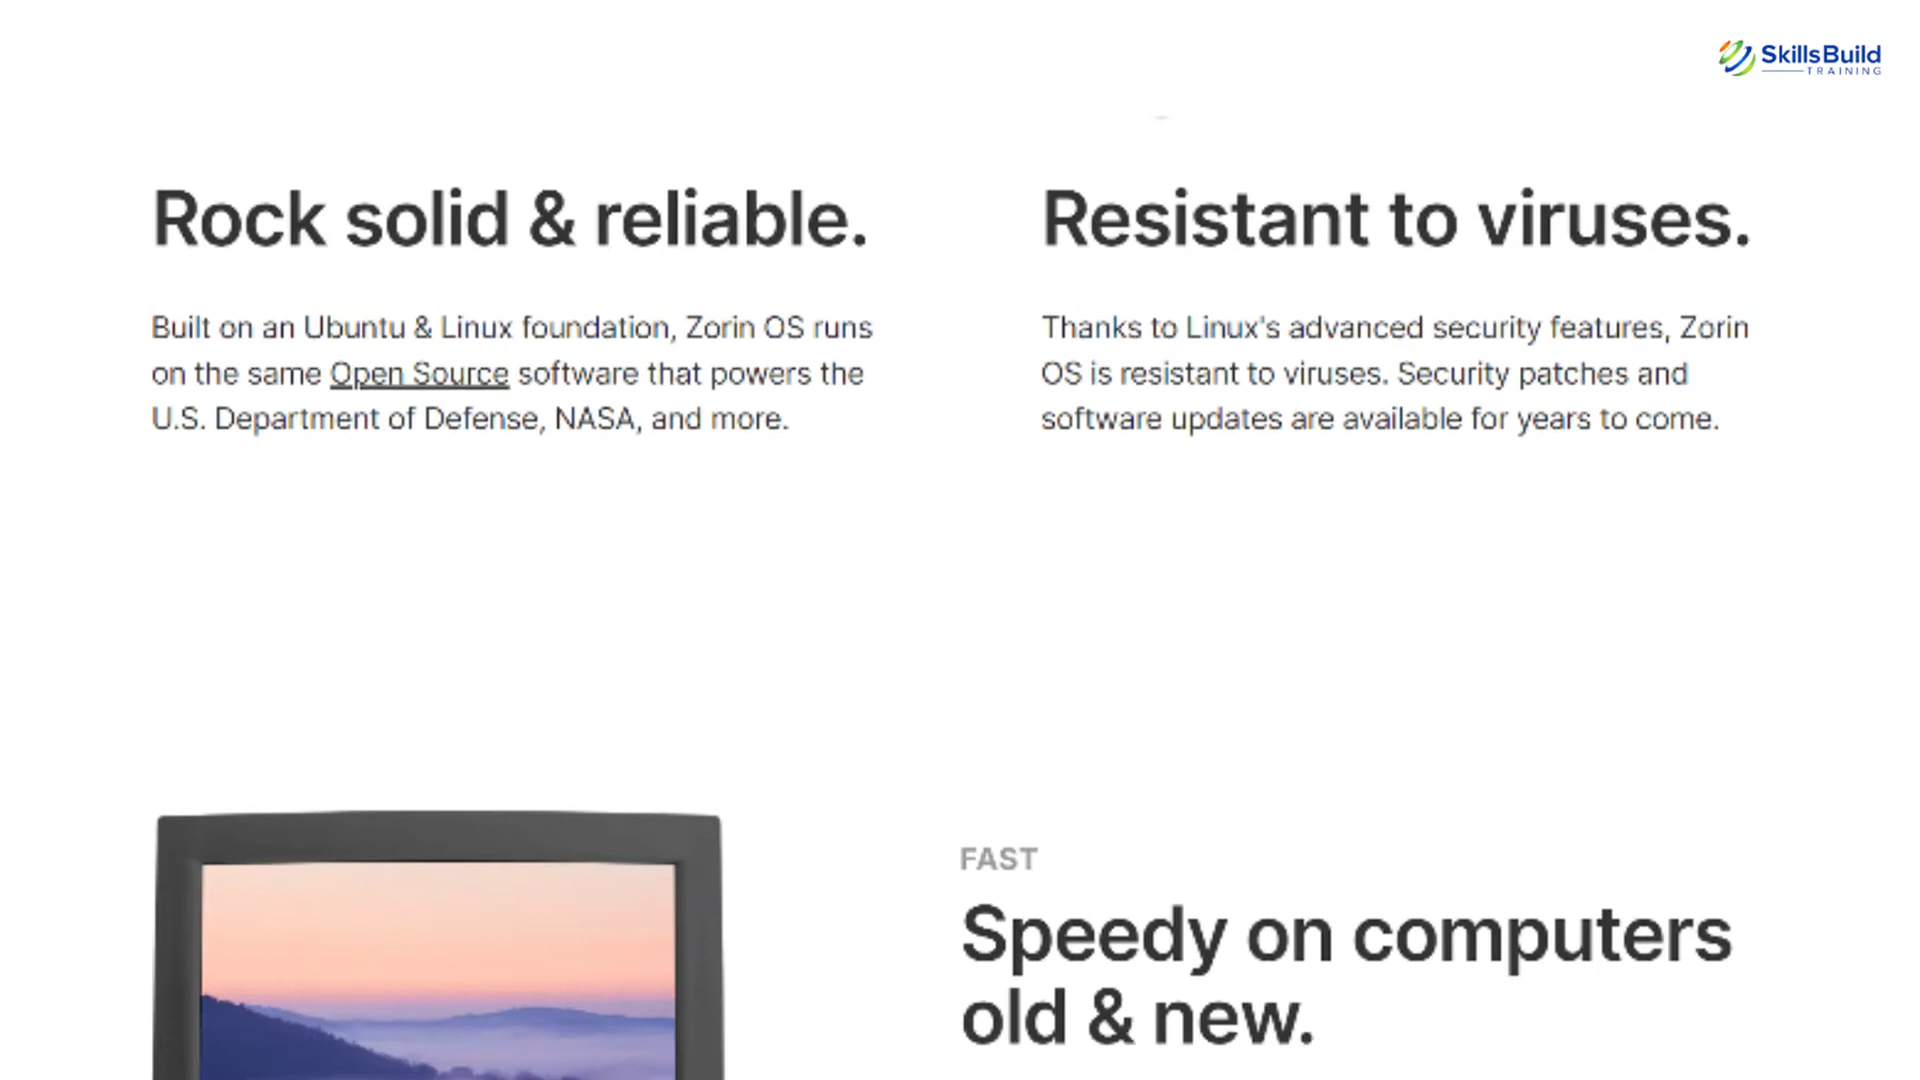 SkillsBuild
TRAINING
Rock solid & reliable.
Built on an Ubuntu & Linux foundation, Zorin OS runs
on the same Open Source software that powers the
U.S. Department of Defense, NASA, and more.
Resistant to viruses.
Thanks to Linux's advanced security features, Zorin
OS is resistant to viruses. Security patches and
software updates are available for years to come.
FAST
Speedy on computers
old & new.